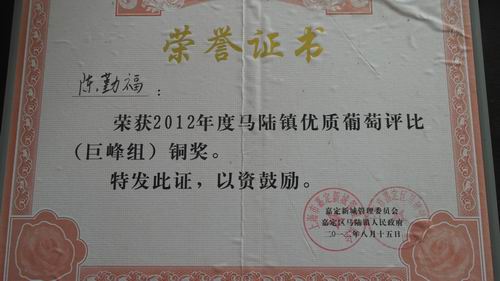 荣誉证书
陈勤福：
荣获2012年度马陆镇优质葡萄评比
（巨峰组）铜奖。
特发此证，以资鼓励。
嘉定新城管理委员会
嘉定区马陆镇人民政府
二〇一二年八月十五日